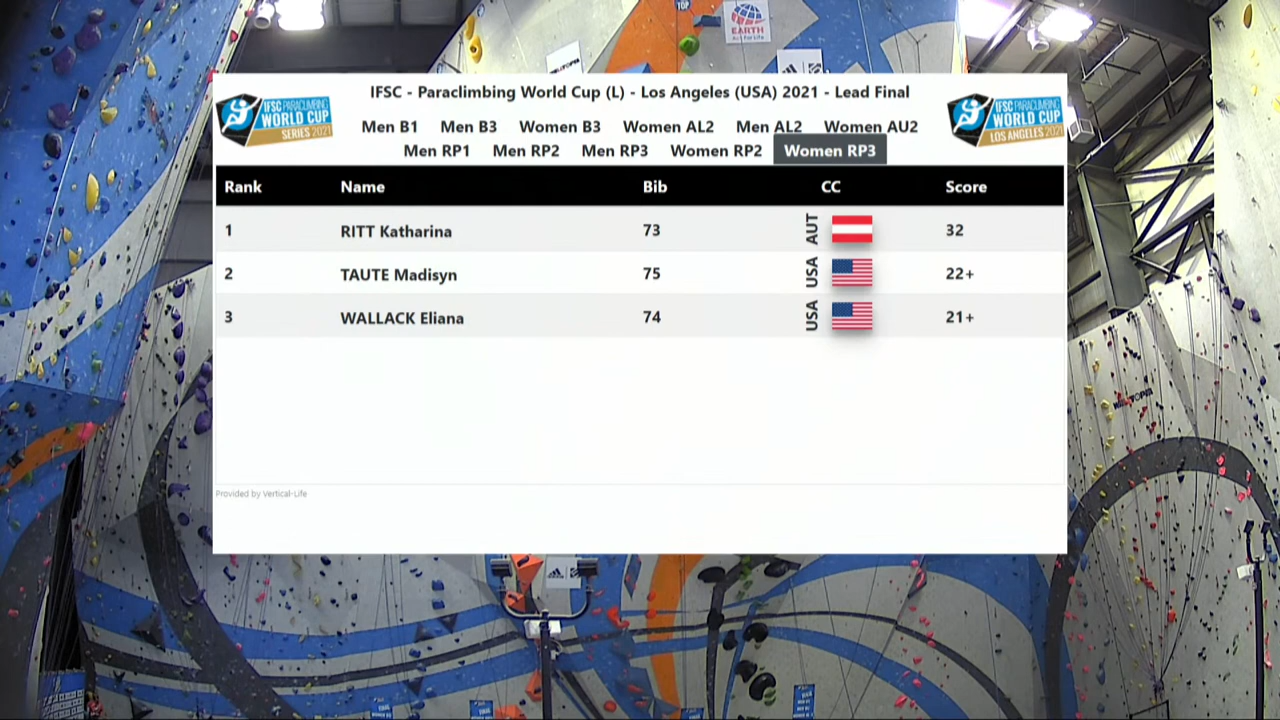 TOP
EARTH
IFSC - Paraclimbing World Cup (L) - Los Angeles (USA) 2021 - Lead Final
IFSC PARACLIMBING
WORLD CUP
SERIES 2021
IFSC PARACLIMBING
WORLD CUP
LOS ANGELES 2021
Men B1 Men B3 Women B3 Women AL2 Men AL2 Women AU2
Men RP1 Men RP2 Men RP3 Women RP2 Women RP3
Rank Name Bib CC Score
1 RITT Katharina 73 AUT 32
2 TAUTE Madisyn 75 USA 22+
3 WALLACK Eliana 74 USA 21+
Provided by Vertical-Life